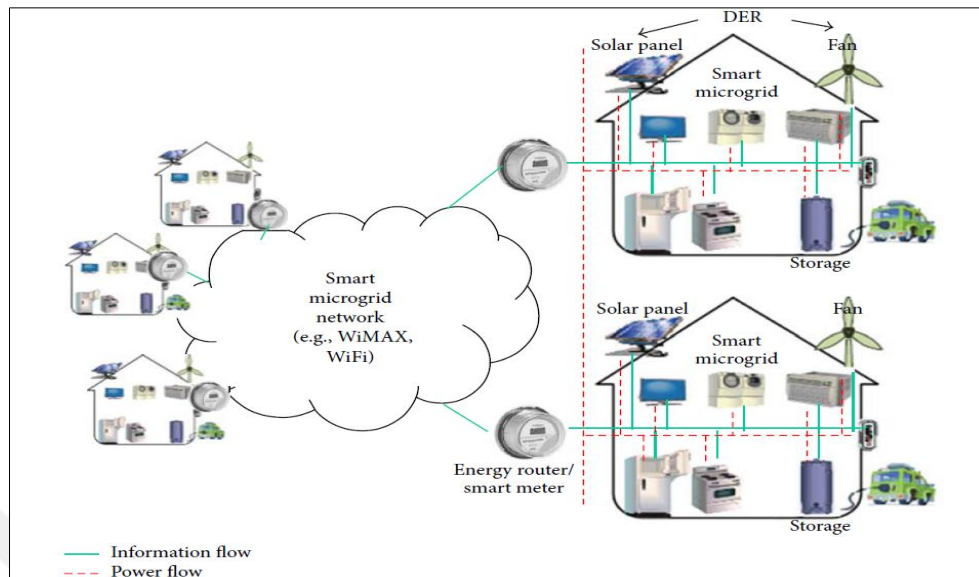 DER
Solar panel
Fan
Smart
microgrid
Storage
Smart
microgrid
network
(e.g., WiMAX,
WiFi)
Solar panel
Fan
Smart
microgrid
Energy router/
smart meter
Storage
Information flow
Power flow